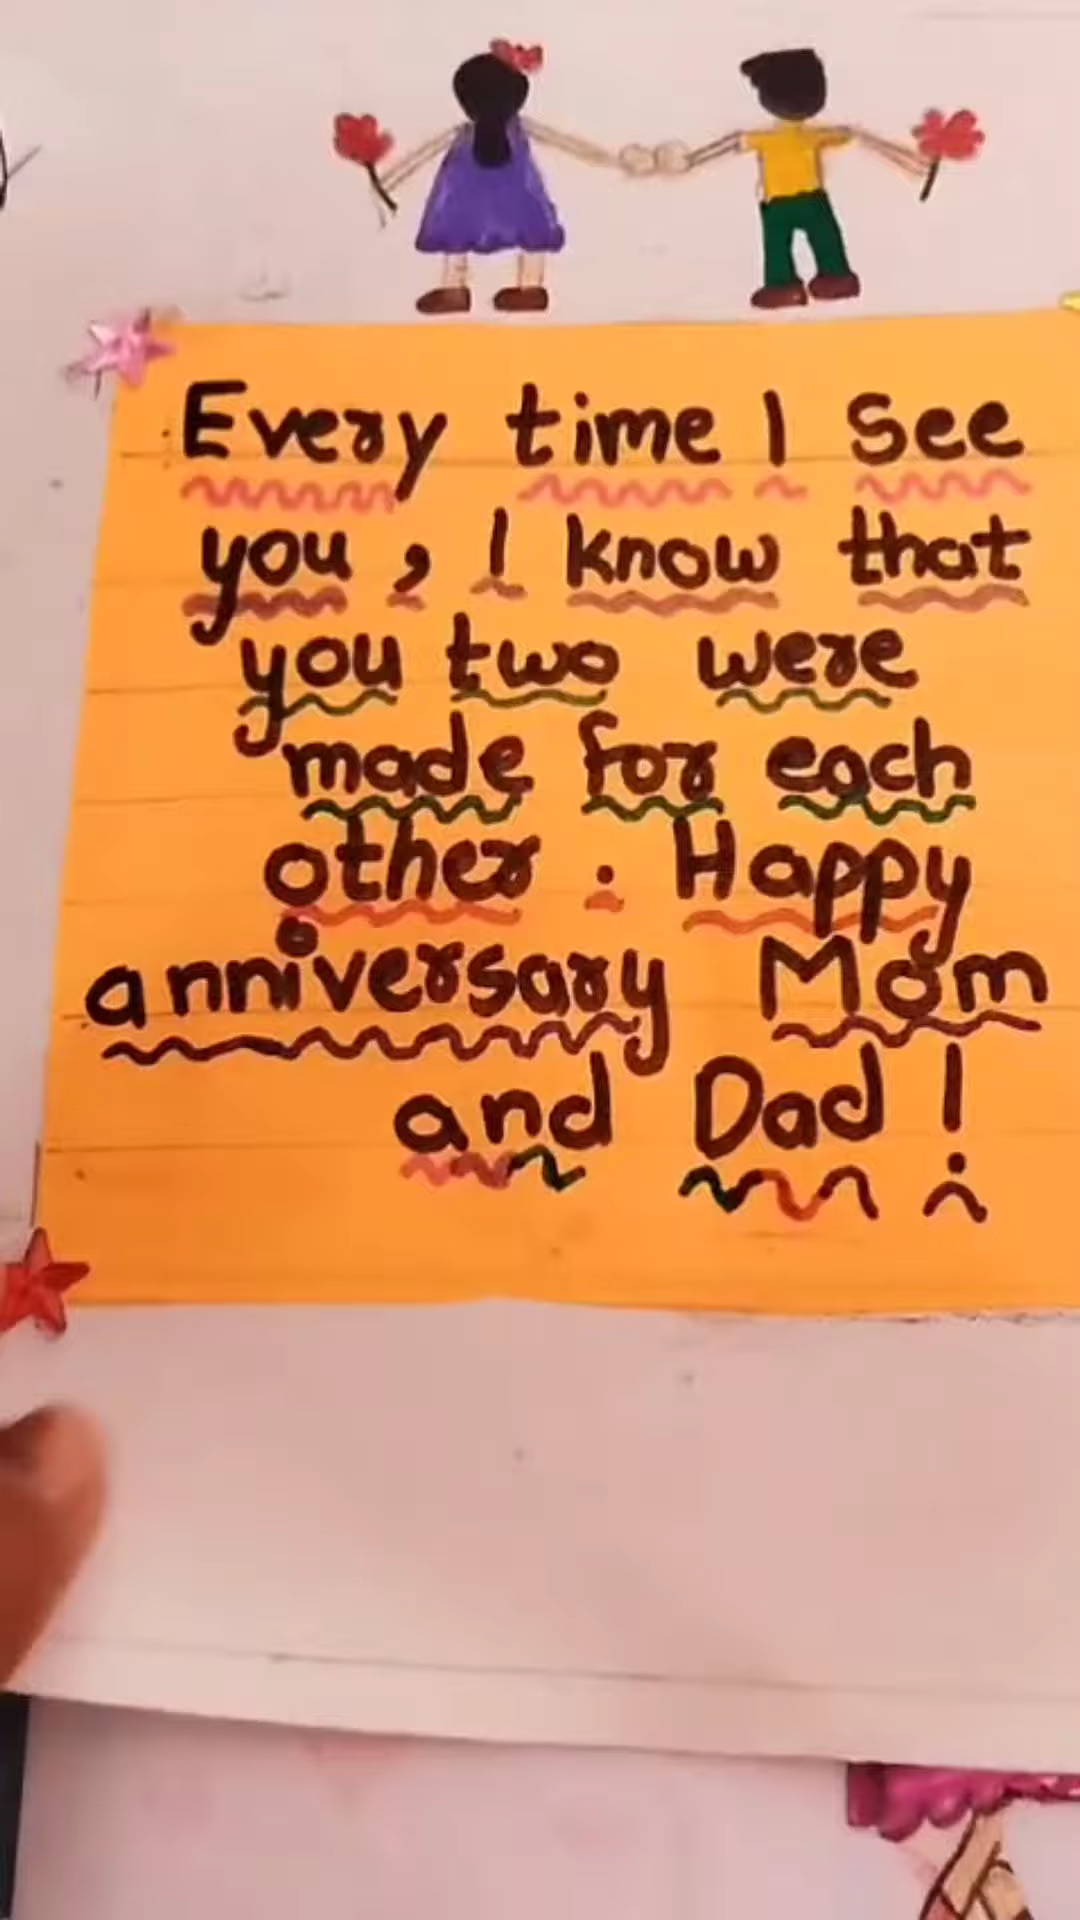 Every time I see
you, I know that
you two were
made for each
other. Happy
anniversary Mom
and Dad!